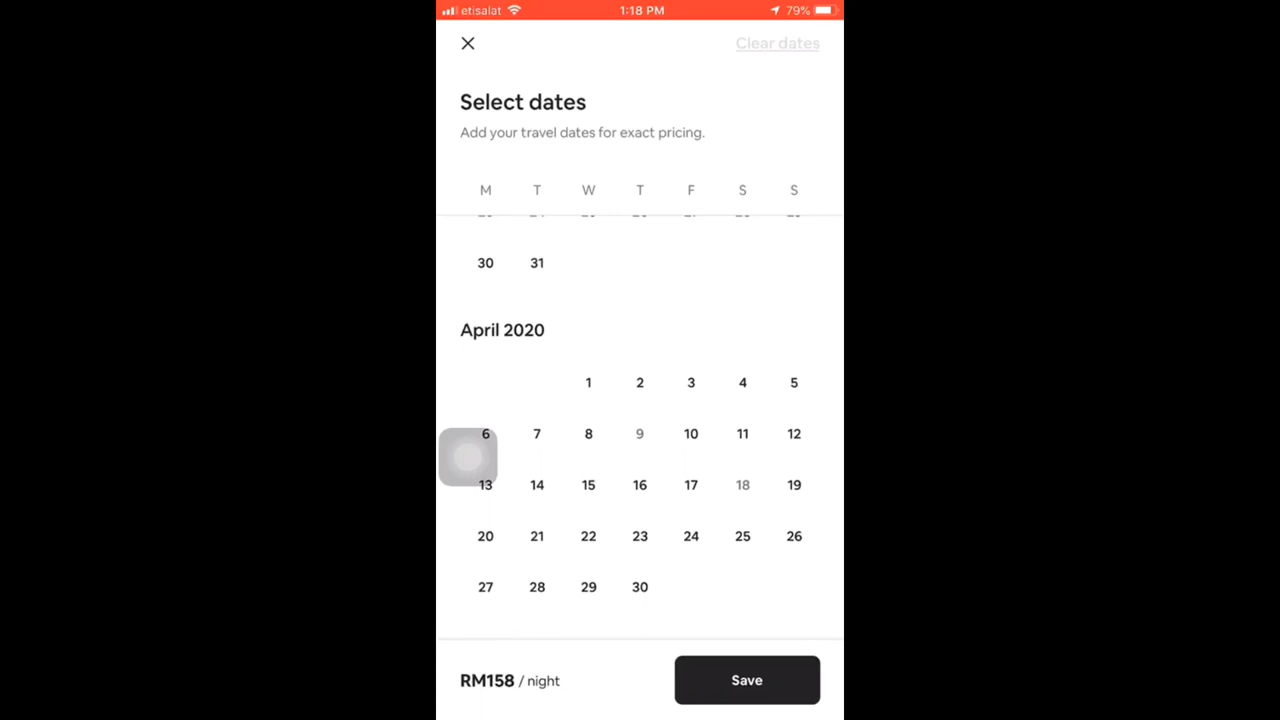 etisalat 1:18 PM 79%
Clear dates
Select dates
Add your travel dates for exact pricing.
M T W T F S S
30 31
April 2020
1 2 3 4 5
6 7 8 9 10 11 12
13 14 15 16 17 18 19
20 21 22 23 24 25 26
27 28 29 30
RM158 / night Save